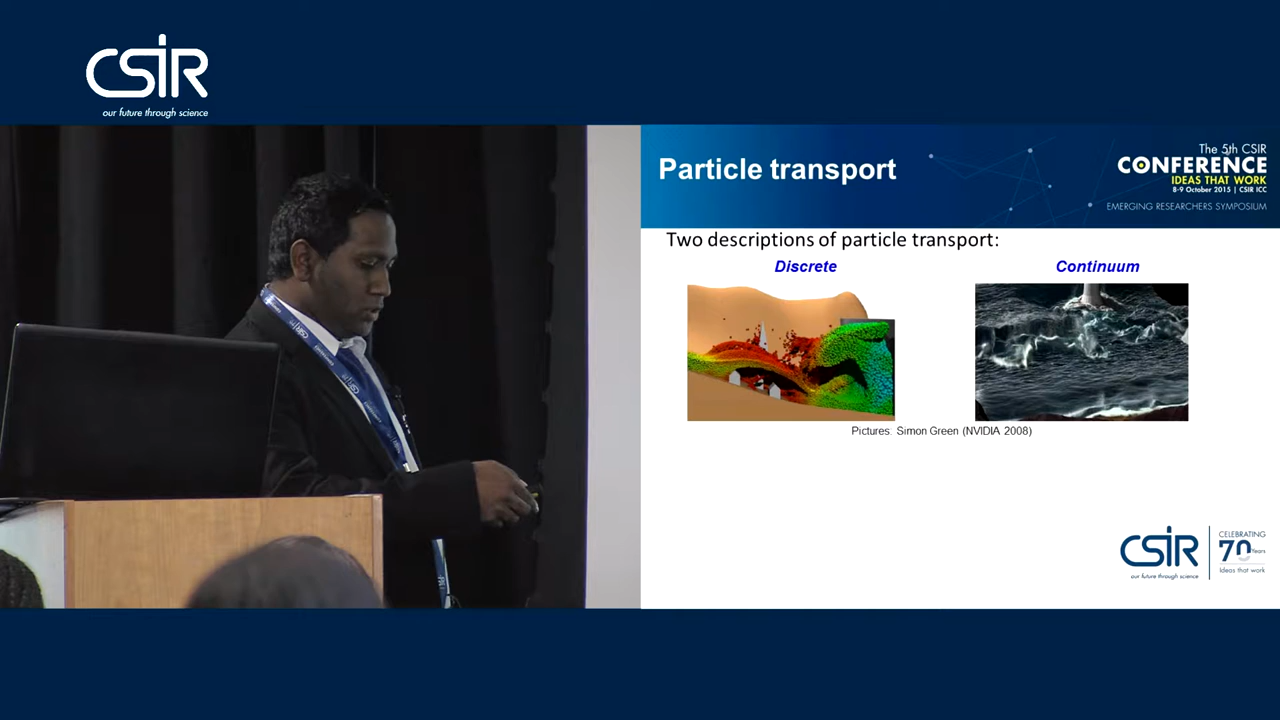 CSIR
our future through science
Particle transport
The 5th CSIR
CONFERENCE
IDEAS THAT WORK
8-9 October 2015 | CSIR ICC
EMERGING RESEARCHERS SYMPOSIUM
Two descriptions of particle transport:
Discrete
Continuum
Pictures: Simon Green (NVIDIA 2008)
CSIR
our future through science
CELEBRATING
70 Years
Ideas that work
CSIR